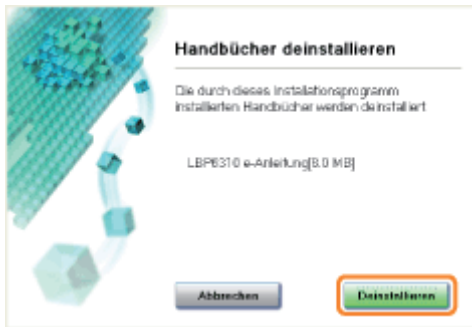 Handbücher deinstallieren
Die durch dieses Installationsprogramm
installierten Handbücher werden deinstalliert
LBP6310 e-Anleitung[8.0 MB]
Abbrechen
Deinstallieren